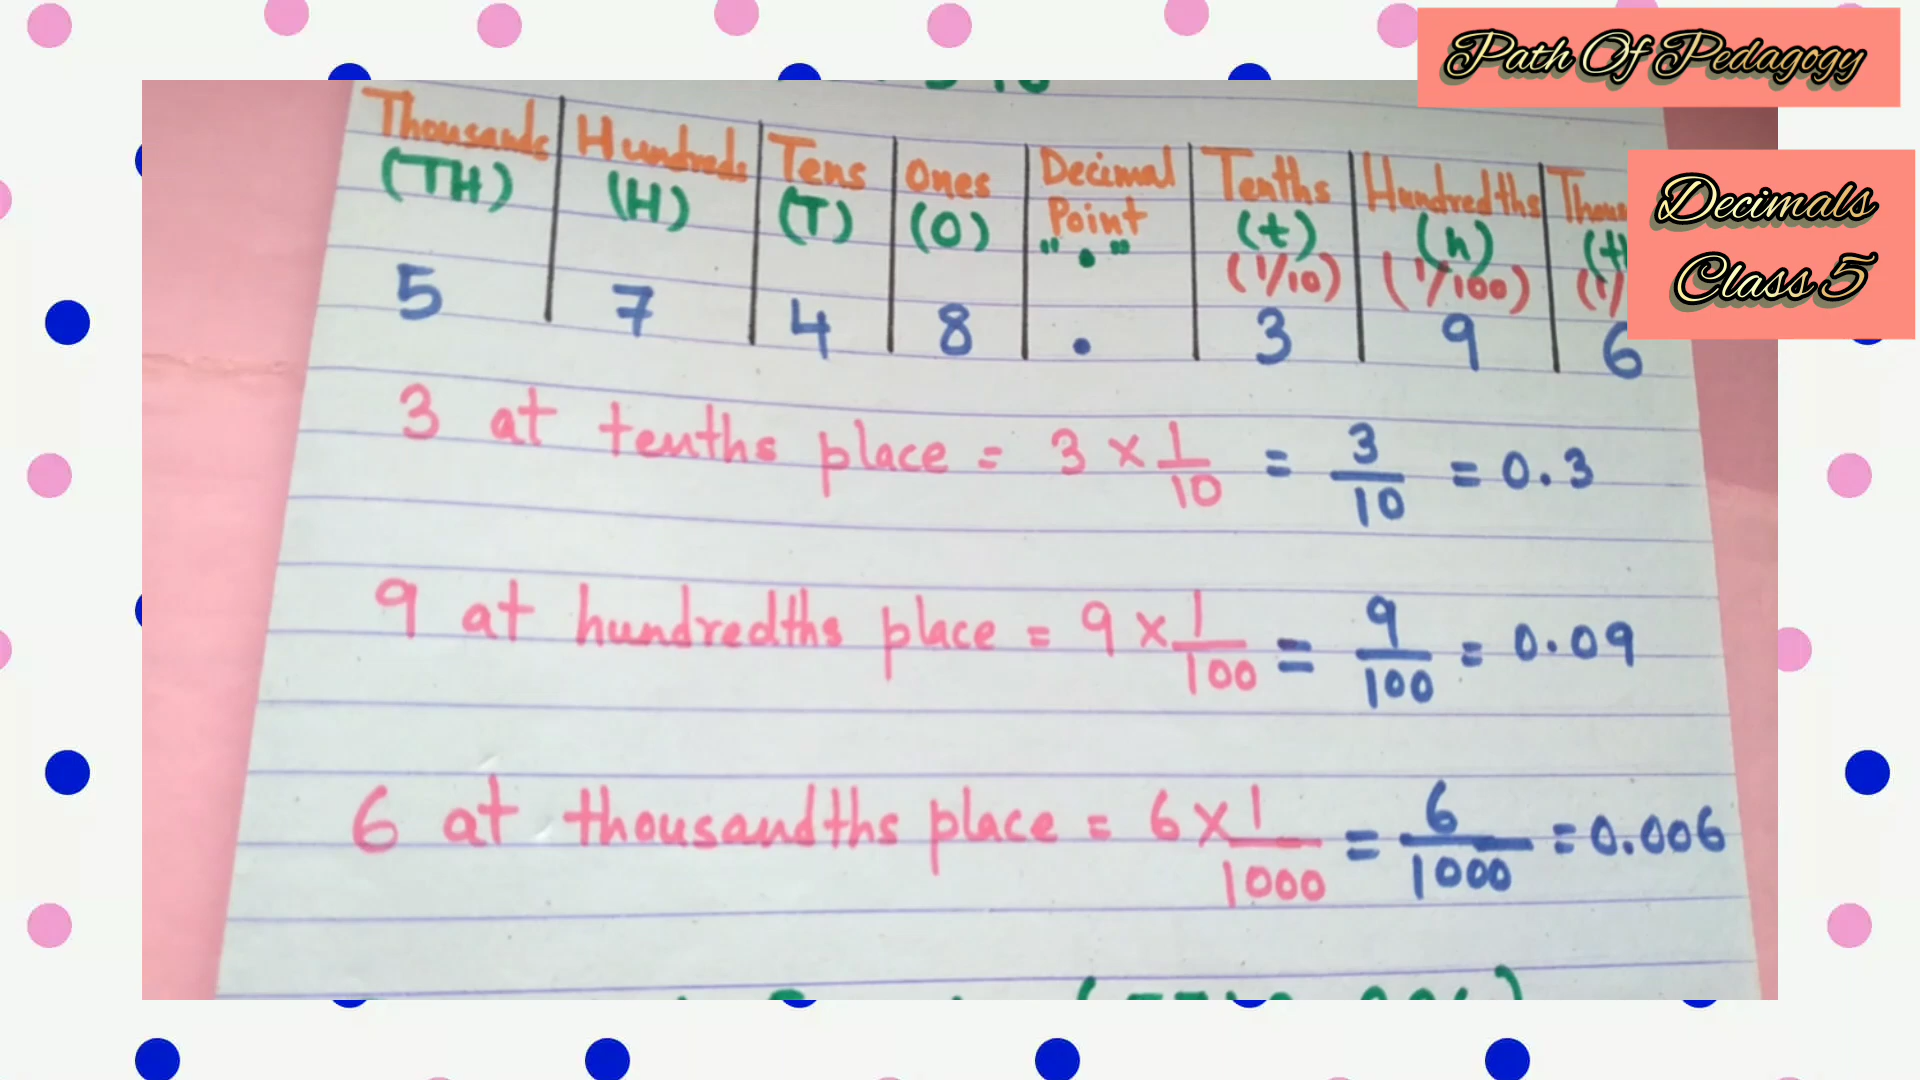 Path Of Pedagogy
Decimals
Class 5
Thousands Hundreds Tens Ones Decimal Point Tenths Hundredths
(TH) (H) (T) (O) "." (t) (h)
(1/10) (1/100)
5 7 4 8 . 3 9 6
3 at tenths place = 3 × 1/10 = 3/10 = 0.3
9 at hundredths place = 9 × 1/100 = 9/100 = 0.09
6 at thousandths place = 6 × 1/1000 = 6/1000 = 0.006